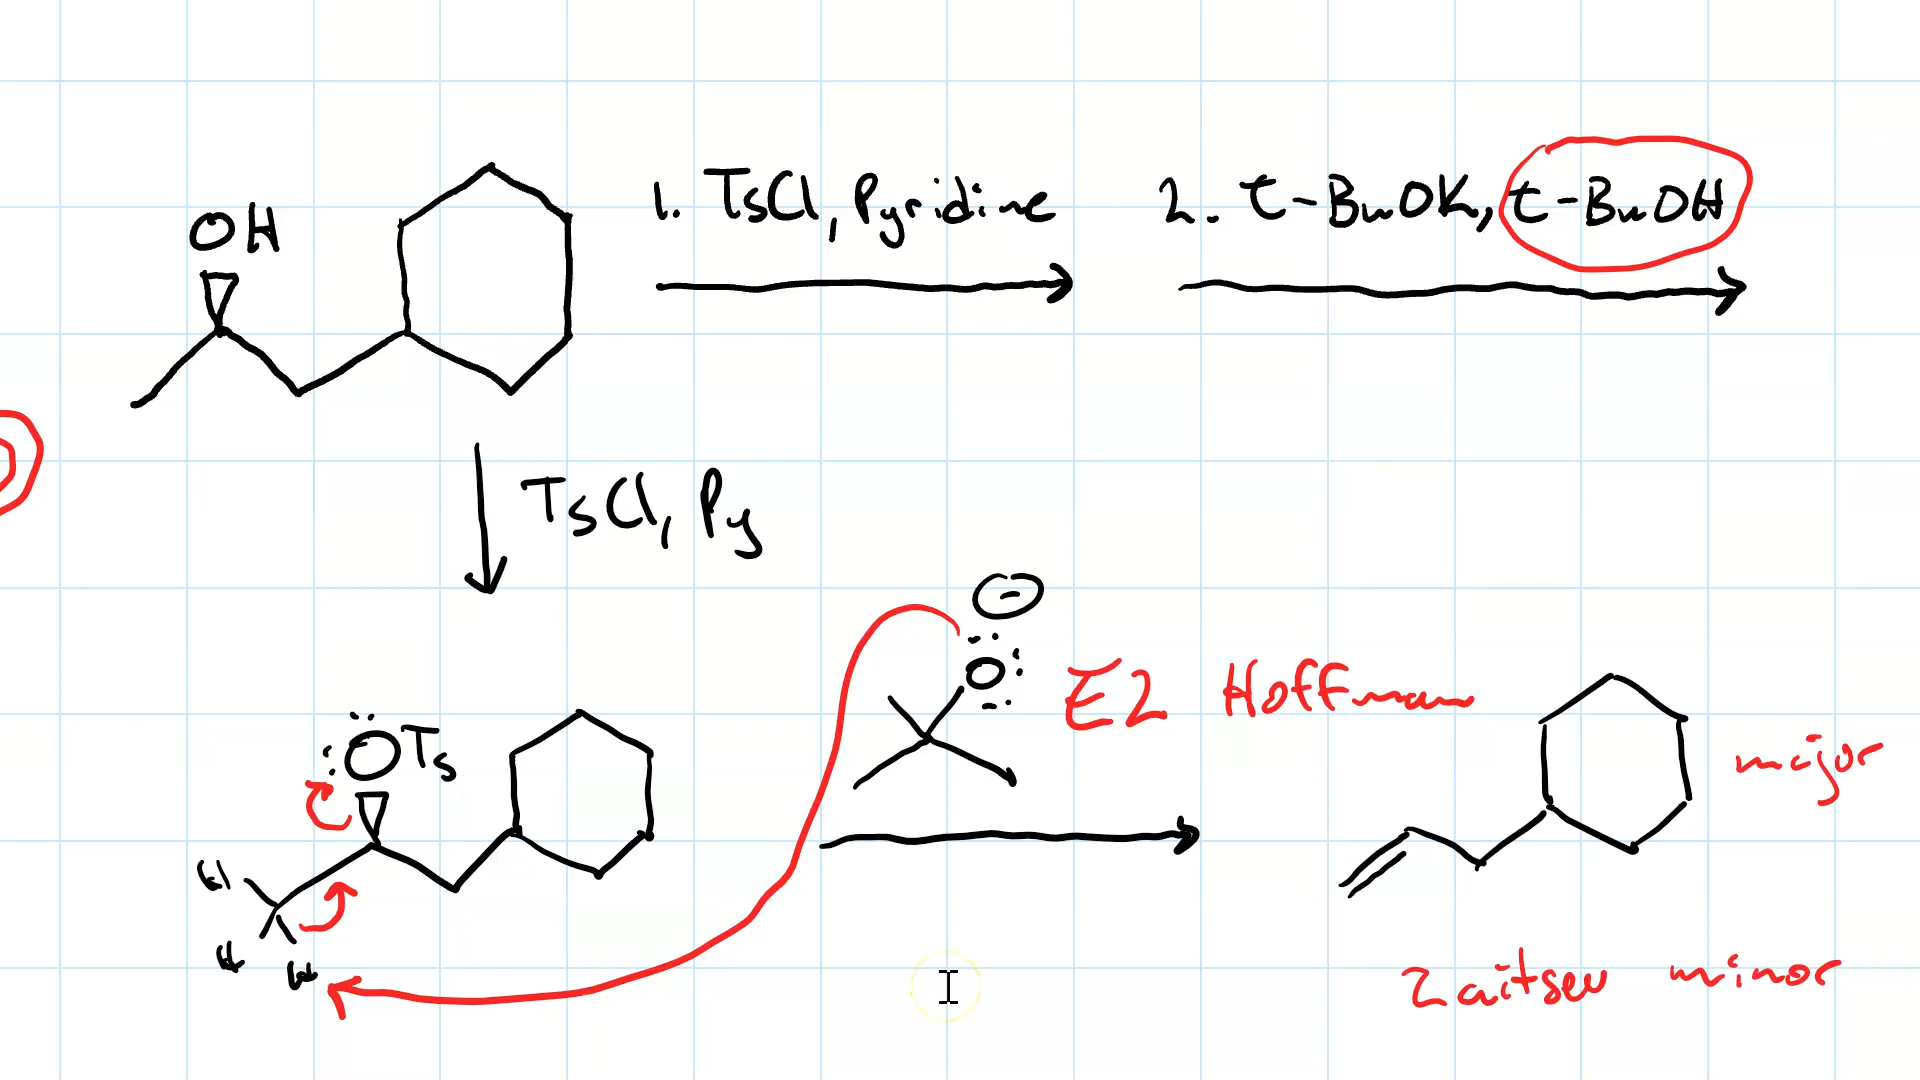 OH
1. TsCl, Pyridine
2. t-BuOK, t-BuOH
TsCl, Py
O
E2 Hoffman
:OTs
major
H
H
H
Zaitsev minor